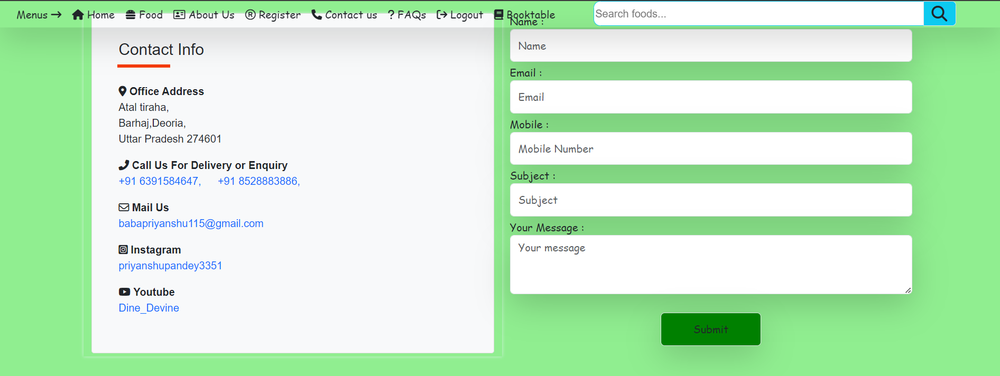 Menus → Home Food About Us Register Contact us ? FAQs Logout Booktable Search foods...
Contact Info
Office Address
Atal tiraha,
Barhaj,Deoria,
Uttar Pradesh 274601
Call Us For Delivery or Enquiry
+91 6391584647, +91 8528883886,
Mail Us
babapriyanshu115@gmail.com
Instagram
priyanshupandey3351
Youtube
Dine_Devine
Name :
Name
Email :
Email
Mobile :
Mobile Number
Subject :
Subject
Your Message :
Your message
Submit